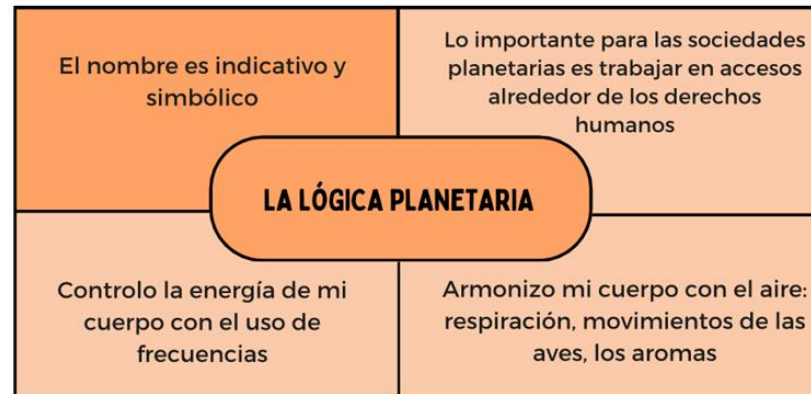 El nombre es indicativo y
simbólico
Lo importante para las sociedades
planetarias es trabajar en accesos
alrededor de los derechos
humanos
LA LÓGICA PLANETARIA
Controlo la energía de mi
cuerpo con el uso de
frecuencias
Armonizo mi cuerpo con el aire:
respiración, movimientos de las
aves, los aromas